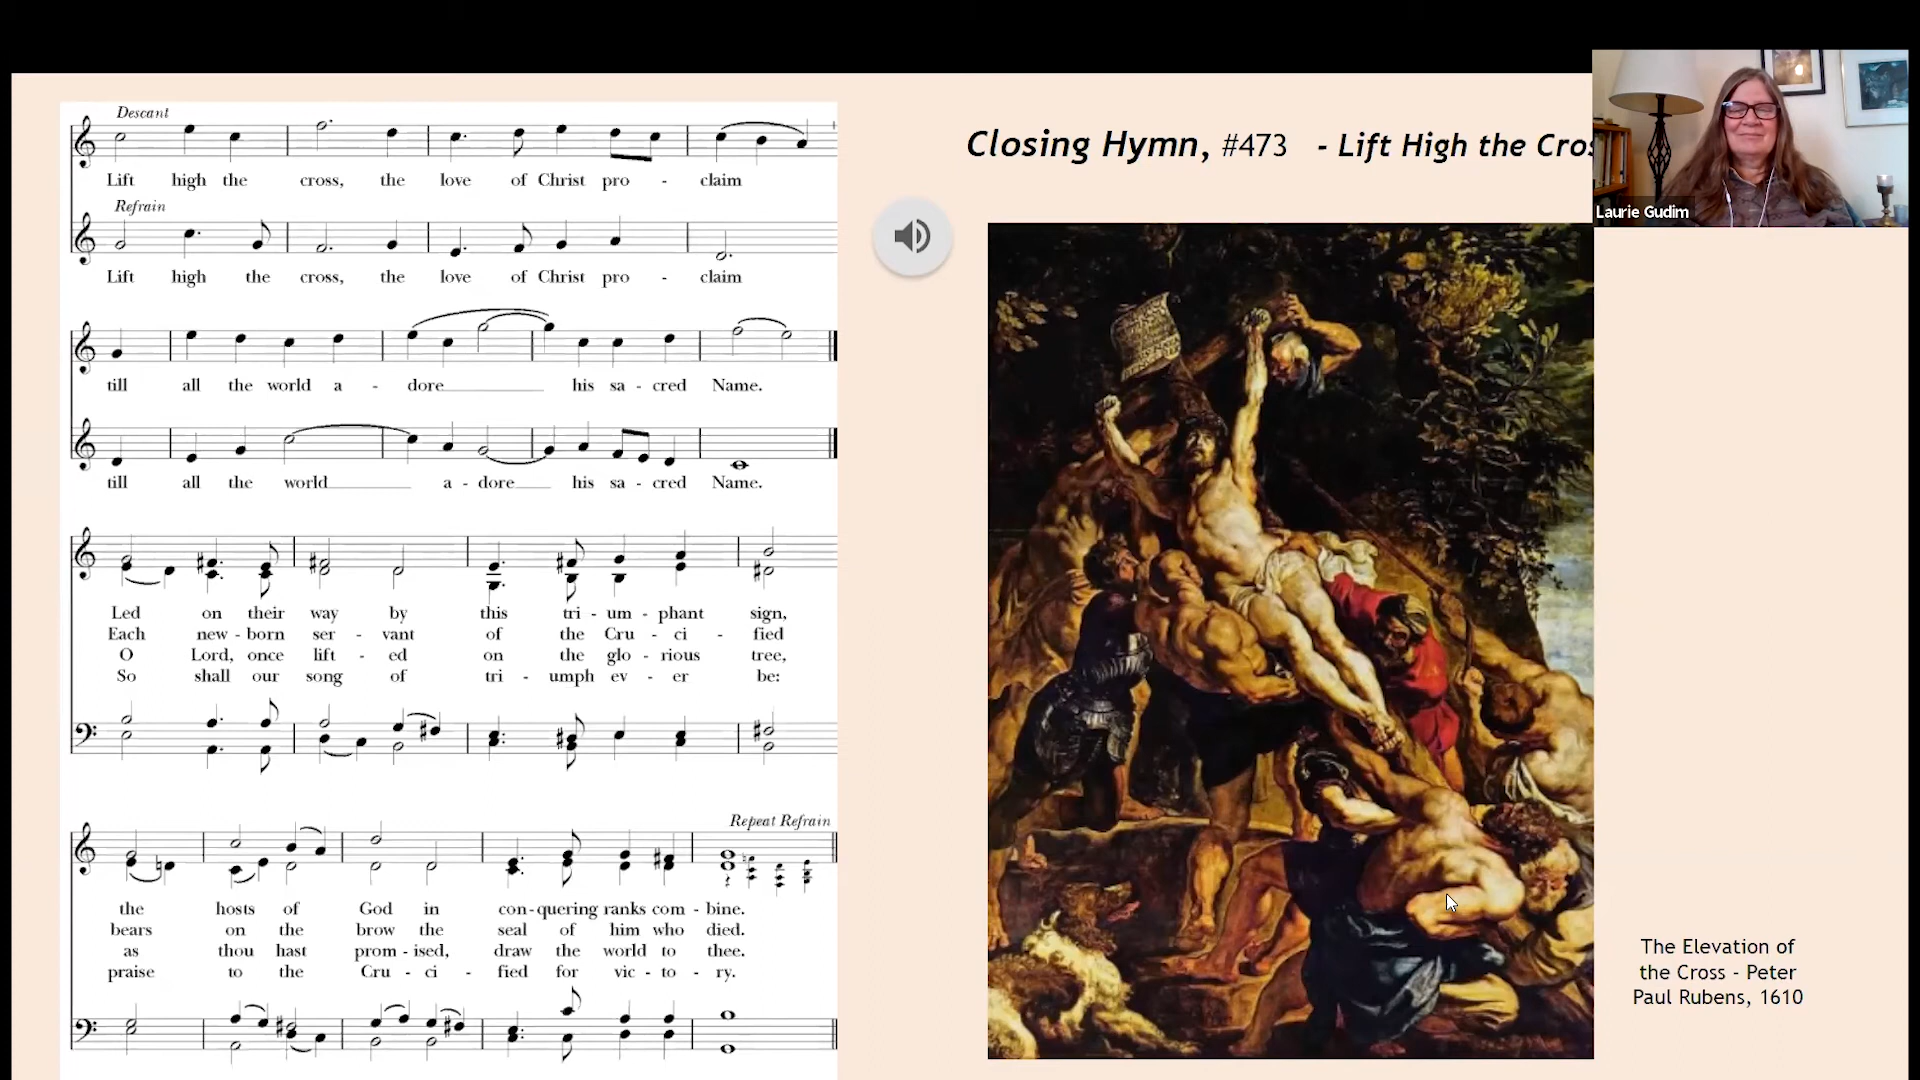 Descant
Lift high the cross, the love of Christ pro - claim
Refrain
Lift high the cross, the love of Christ pro - claim
till all the world a - dore his sa - cred Name.
till all the world a - dore his sa - cred Name.
Led on their way by this tri - um - phant sign,
Each new - born ser - vant of the Cru - ci - fied
O Lord, once lift - ed on the glo - rious tree,
So shall our song of tri - umph ev - er be:
Repeat Refrain
the hosts of God in con - quering ranks com - bine.
bears on the brow the seal of him who died.
as thou hast prom - ised, draw the world to thee.
praise to the Cru - ci - fied for vic - to - ry.
Closing Hymn, #473 - Lift High the Cros
Laurie Gudim
The Elevation of
the Cross - Peter
Paul Rubens, 1610